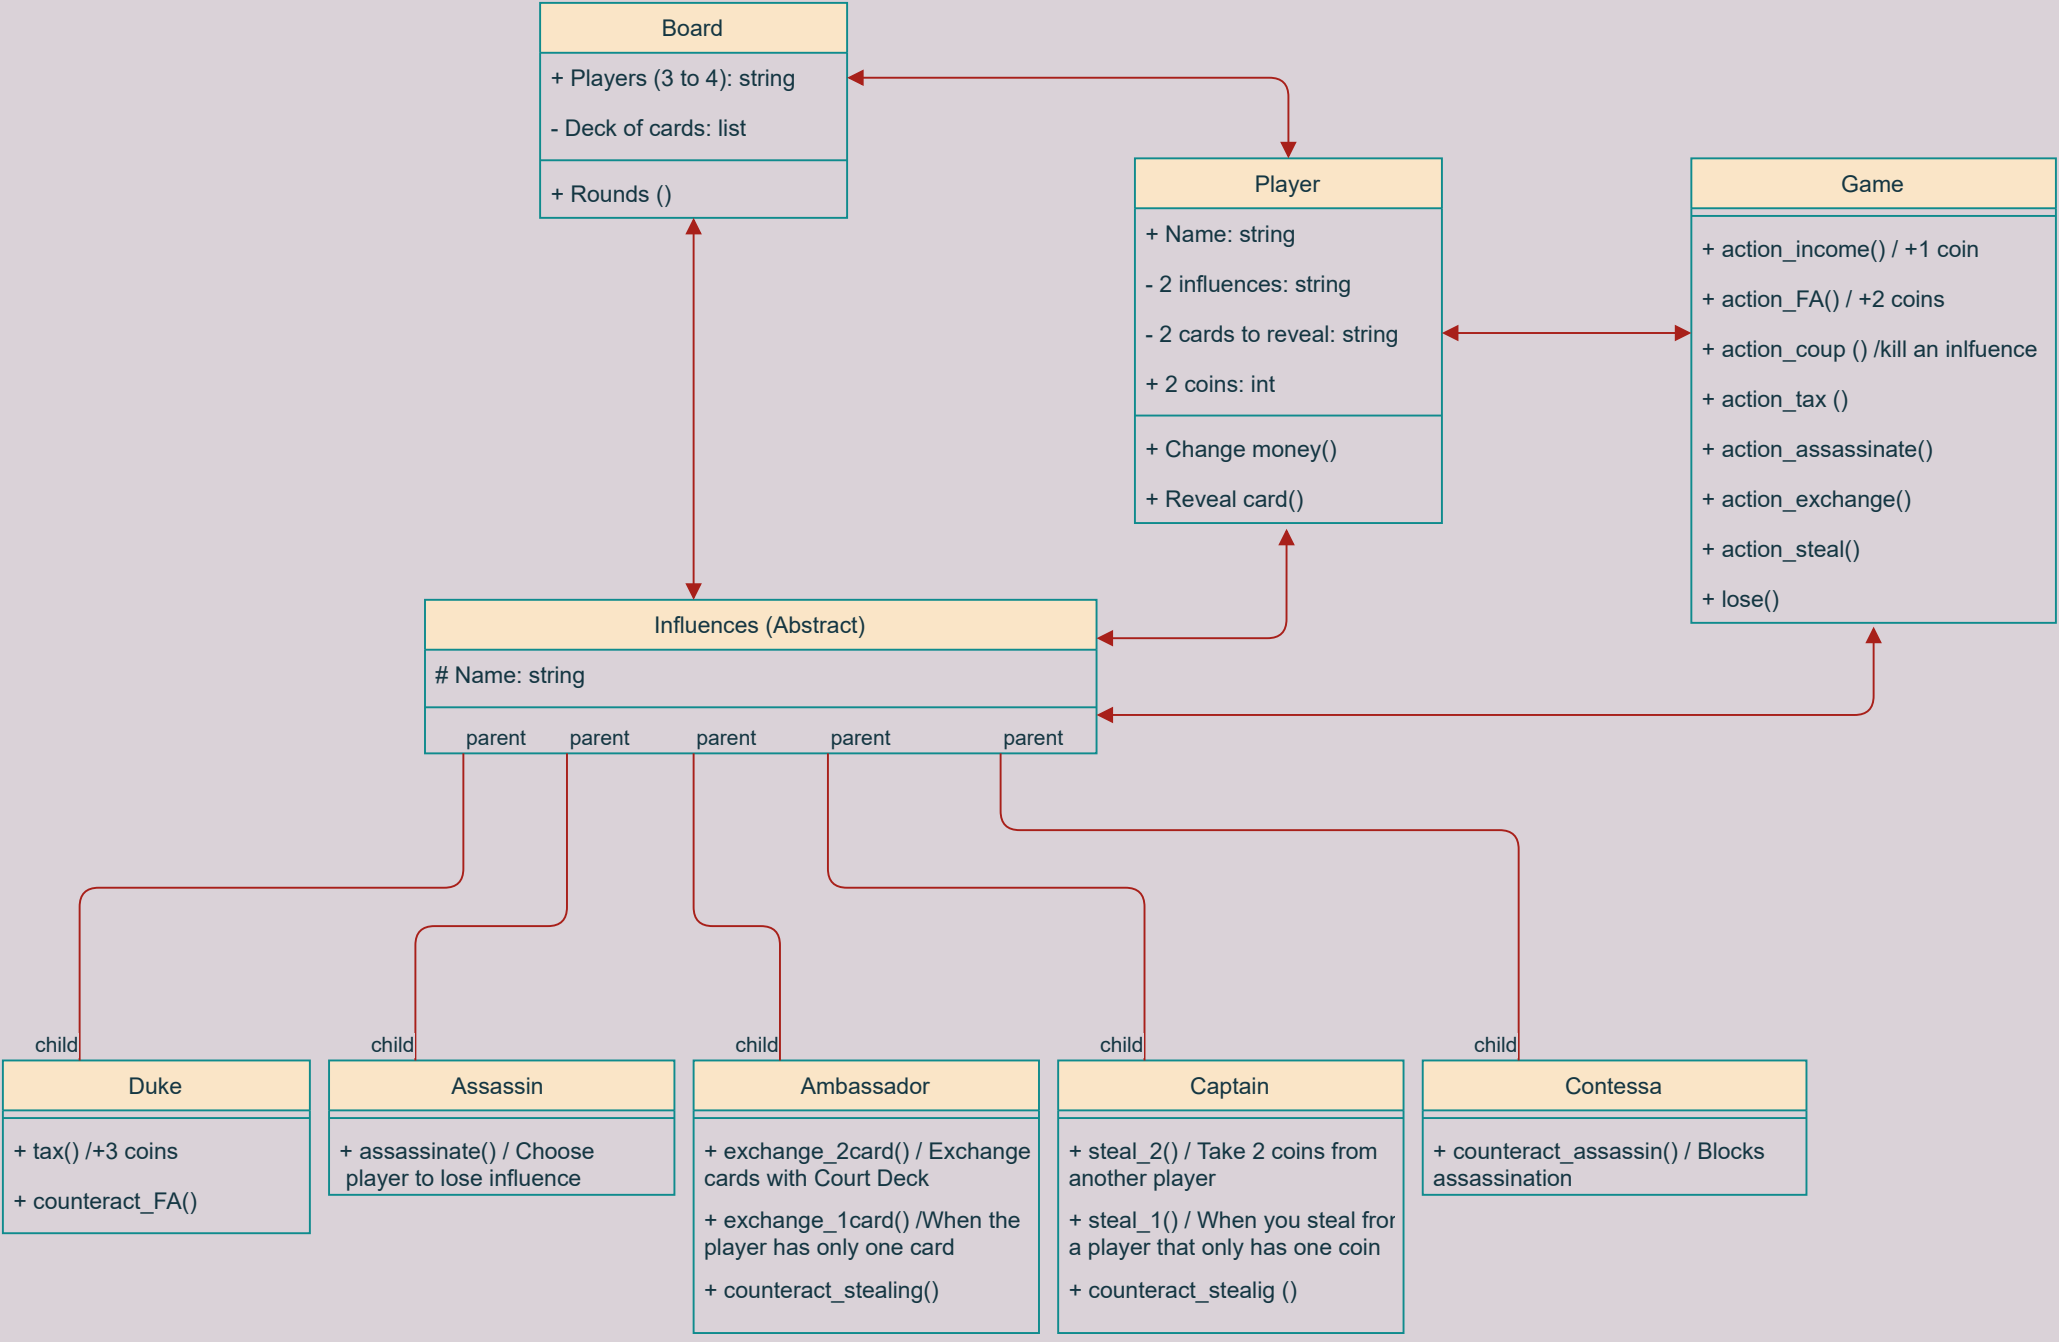 Board
+ Players (3 to 4): string
- Deck of cards: list
+ Rounds ()
Player
+ Name: string
- 2 influences: string
- 2 cards to reveal: string
+ 2 coins: int
+ Change money()
+ Reveal card()
Game
+ action_income() / +1 coin
+ action_FA() / +2 coins
+ action_coup () /kill an inlfuence
+ action_tax ()
+ action_assassinate()
+ action_exchange()
+ action_steal()
+ lose()
Influences (Abstract)
# Name: string
parent
parent
parent
parent
parent
child
child
child
child
child
Duke
+ tax() /+3 coins
+ counteract_FA()
Assassin
+ assassinate() / Choose
player to lose influence
Ambassador
+ exchange_2card() / Exchange
cards with Court Deck
+ exchange_1card() /When the
player has only one card
+ counteract_stealing()
Captain
+ steal_2() / Take 2 coins from
another player
+ steal_1() / When you steal from
a player that only has one coin
+ counteract_stealig ()
Contessa
+ counteract_assassin() / Blocks
assassination